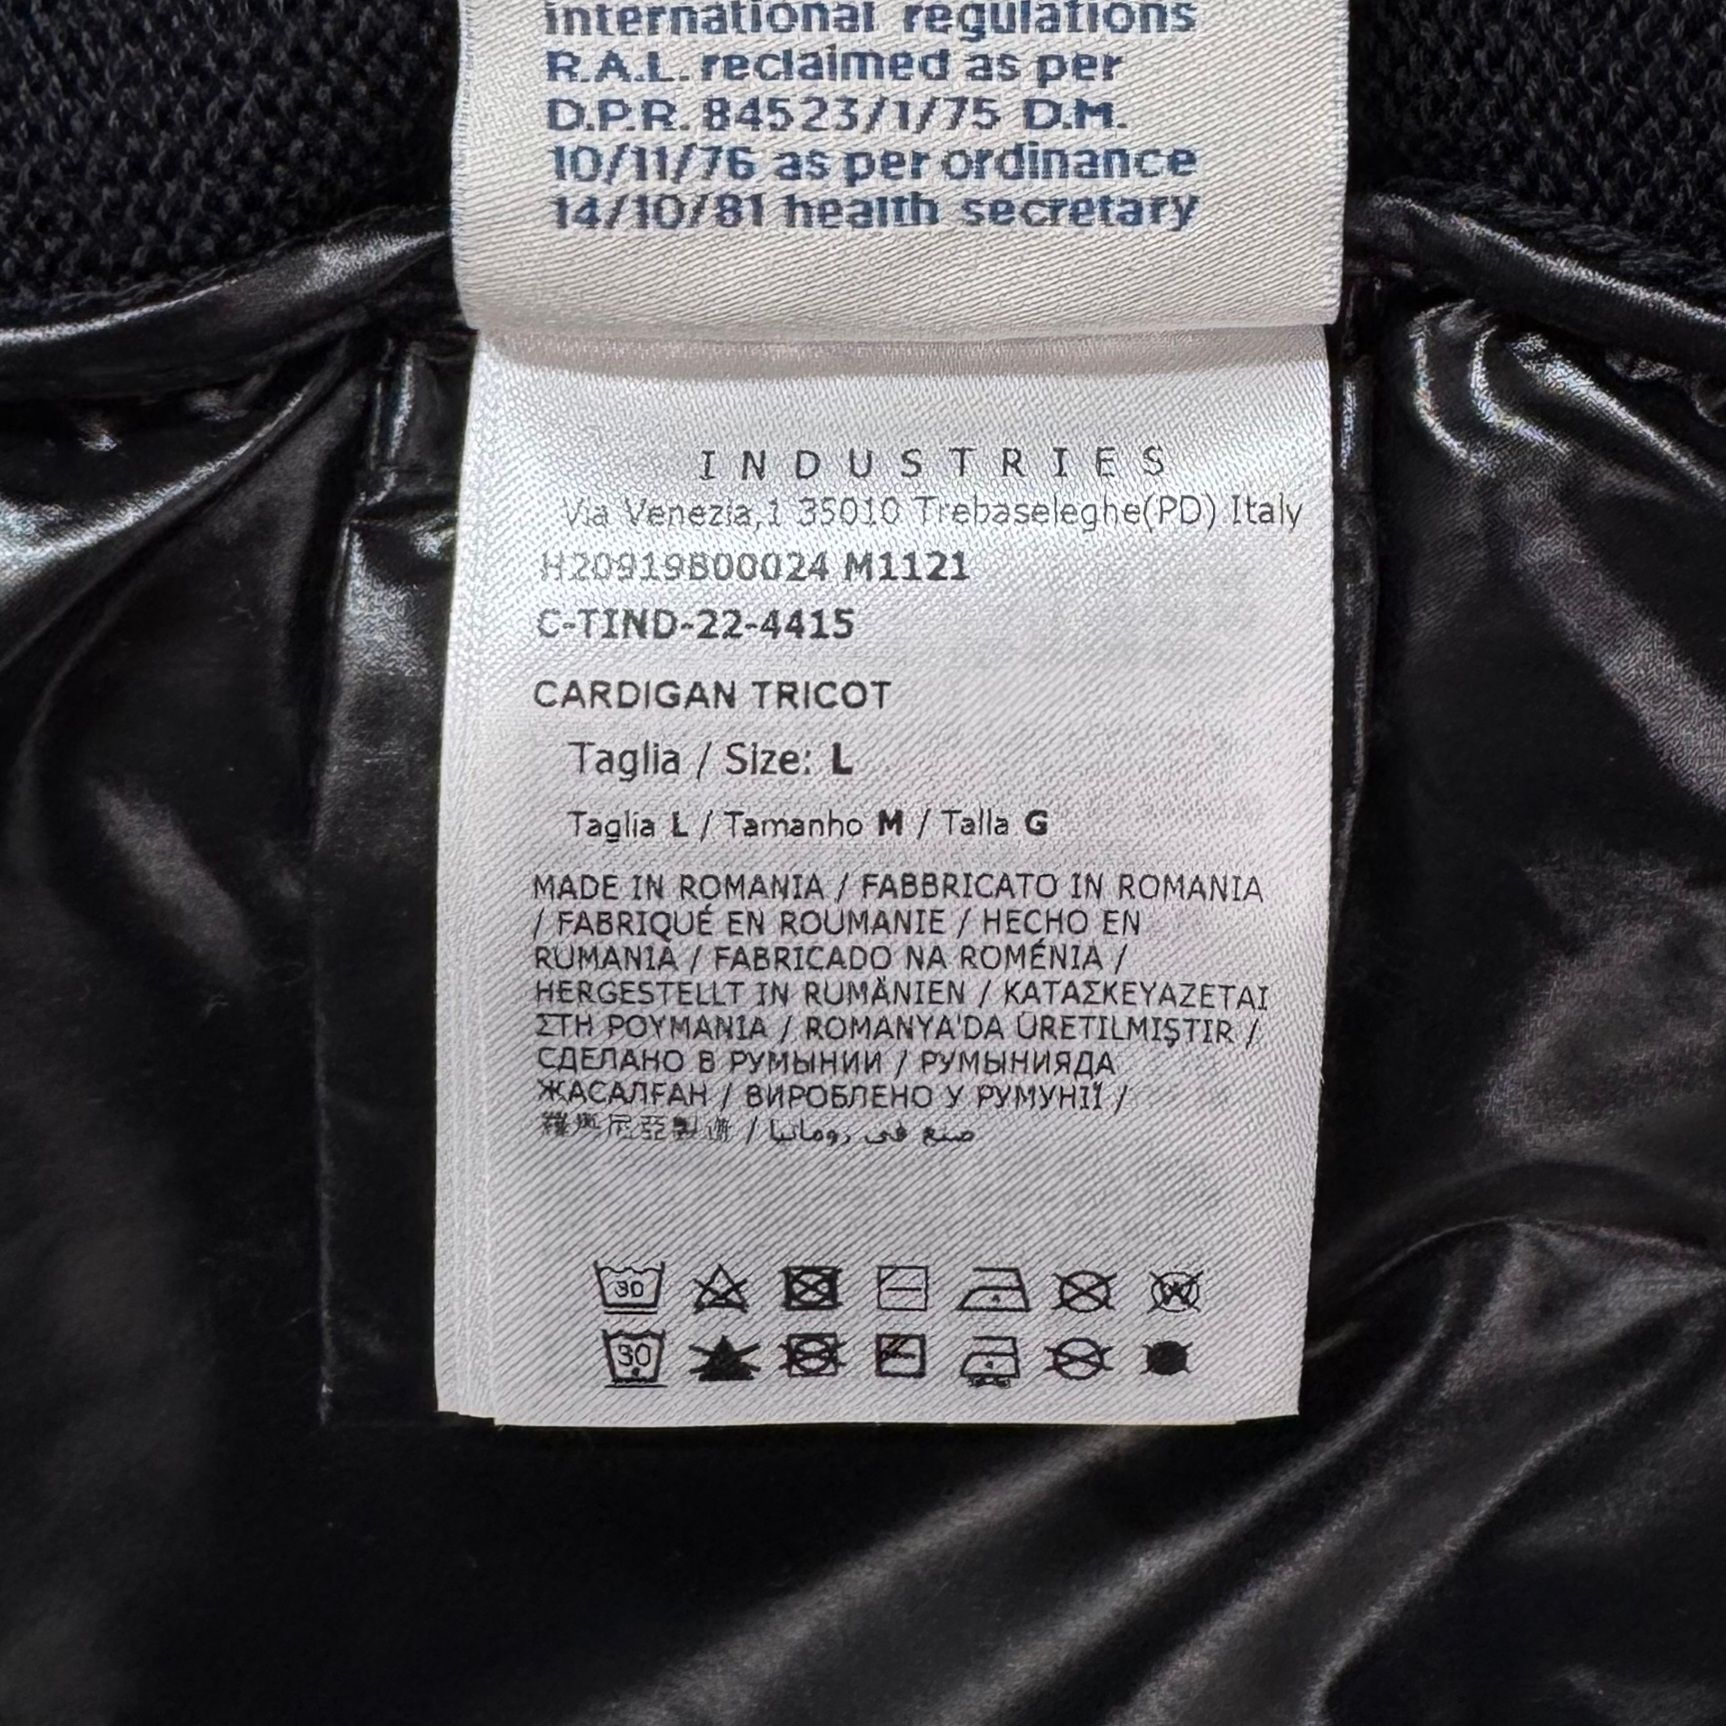 international regulations
R.A.L. reclaimed as per
D.P.R. 84523/1/75 D.M.
10/11/76 as per ordinance
14/10/81 health secretary
INDUSTRIES
Via Venezia,1 35010 Trebaseleghe(PD) Italy
H20919B00024 M1121
C-TIND-22-4415
CARDIGAN TRICOT
Taglia / Size: L
Taglia L / Tamanho M / Talla G
MADE IN ROMANIA / FABBRICATO IN ROMANIA
/ FABRIQUÉ EN ROUMANIE / HECHO EN
RUMANIA / FABRICADO NA ROMÉNIA /
HERGESTELLT IN RUMÄNIEN / ΚΑΤΑΣΚΕΥΑΖΕΤΑΙ
ΣΤΗ ΡΟΥΜΑΝΙΑ / ROMANYA'DA ÜRETILMIŞTIR /
СДЕЛАНО В РУМЫНИИ / РУМЫНИЯДА
ЖАСАЛҒАН / ВИРОБЛЕНО У РУМУНІЇ /
/ صنع في رومانيا
30
30